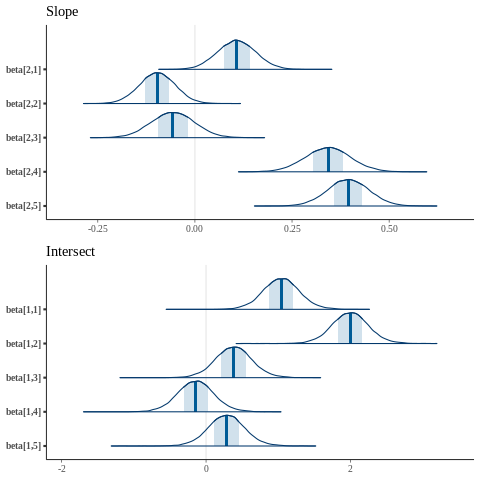 Slope
beta[2,1]
beta[2,2]
beta[2,3]
beta[2,4]
beta[2,5]
-0.25 0.00 0.25 0.50
Intersect
beta[1,1]
beta[1,2]
beta[1,3]
beta[1,4]
beta[1,5]
-2 0 2